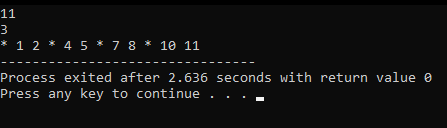 11
3
* 1 2 * 4 5 * 7 8 * 10 11
--------------------------------
Process exited after 2.636 seconds with return value 0
Press any key to continue . . .